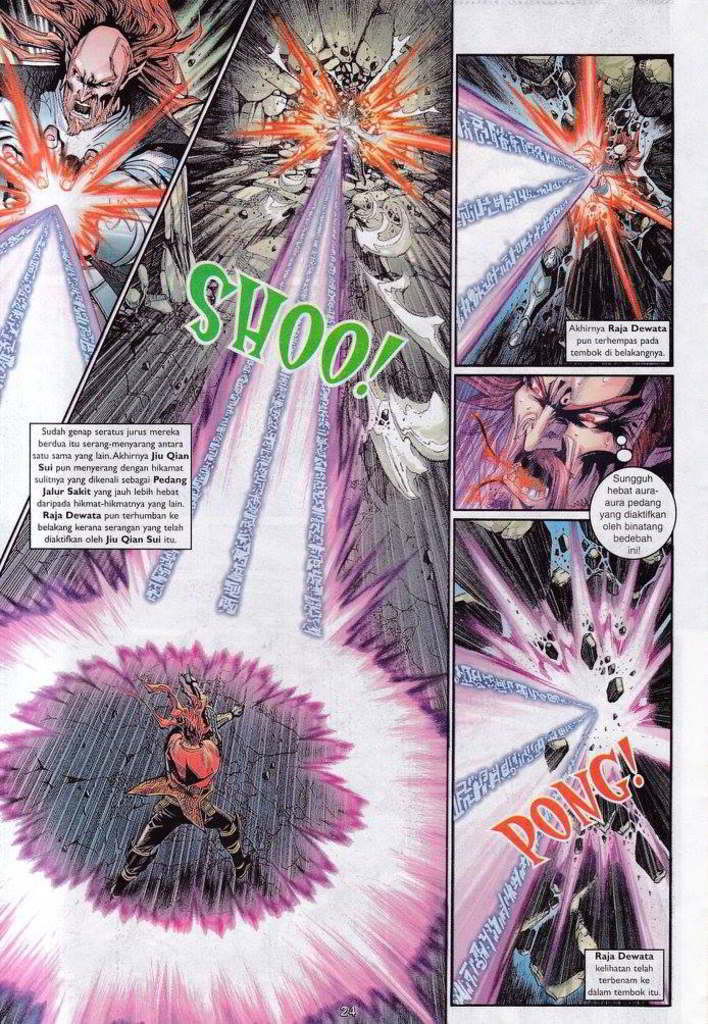 SHOO!
Sudah genap seratus jurus mereka
berdua itu serang-menyarang antara
satu sama yang lain. Akhirnya Jiu Qian
Sui pun menyerang dengan hikamat
sulitnya yang dikenali sebagai Pedang
Jalur Sakit yang jauh lebih hebat
daripada hikmat-hikmatnya yang lain.
Raja Dewata pun terhumban ke
belakang kerana serangan yang telah
diaktifkan oleh Jiu Qian Sui itu.
Akhirnya Raja Dewata
pun terhempas pada
tembok di belakangnya.
Sungguh
hebat aura-
aura pedang
yang diaktifkan
oleh binatang
bedebah
ini!
PONG!
Raja Dewata
kelihatan telah
terbenam ke
dalam tembok itu.
24